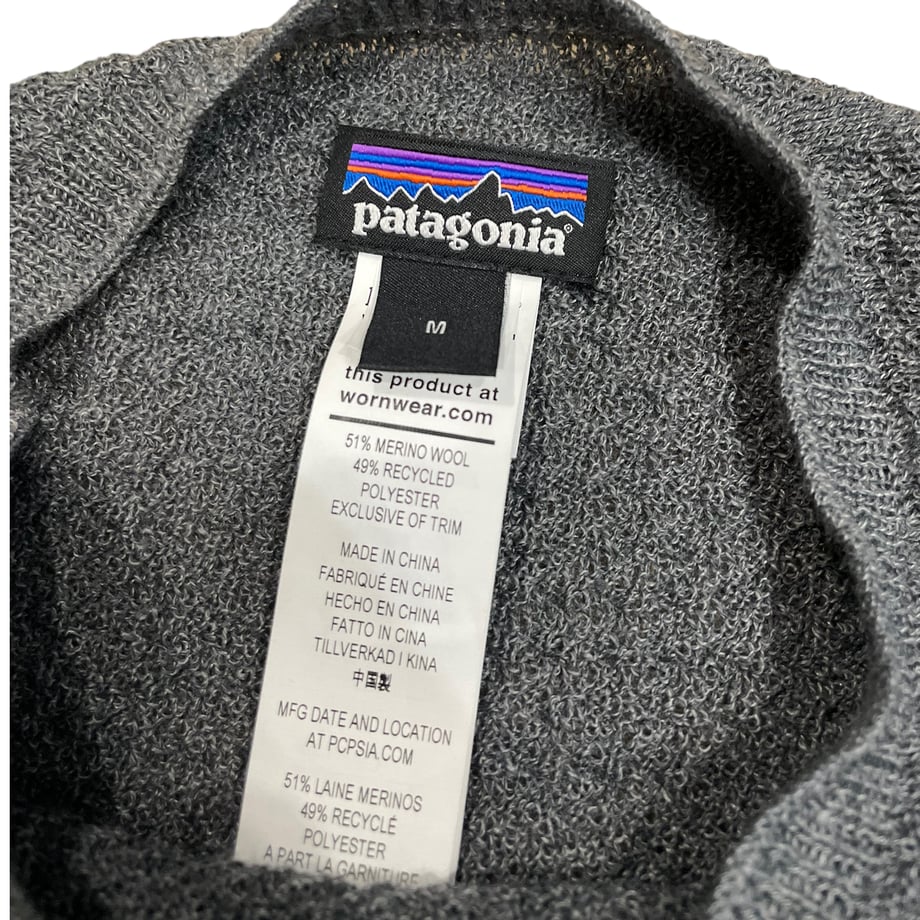 patagonia®
M
this product at
wornwear.com
51% MERINO WOOL
49% RECYCLED
POLYESTER
EXCLUSIVE OF TRIM
MADE IN CHINA
FABRIQUÉ EN CHINE
HECHO EN CHINA
FATTO IN CINA
TILLVERKAD I KINA
中国製
MFG DATE AND LOCATION
AT PCPSIA.COM
51% LAINE MERINOS
49% RECYCLÉ
POLYESTER
A PART LA GARNITURE